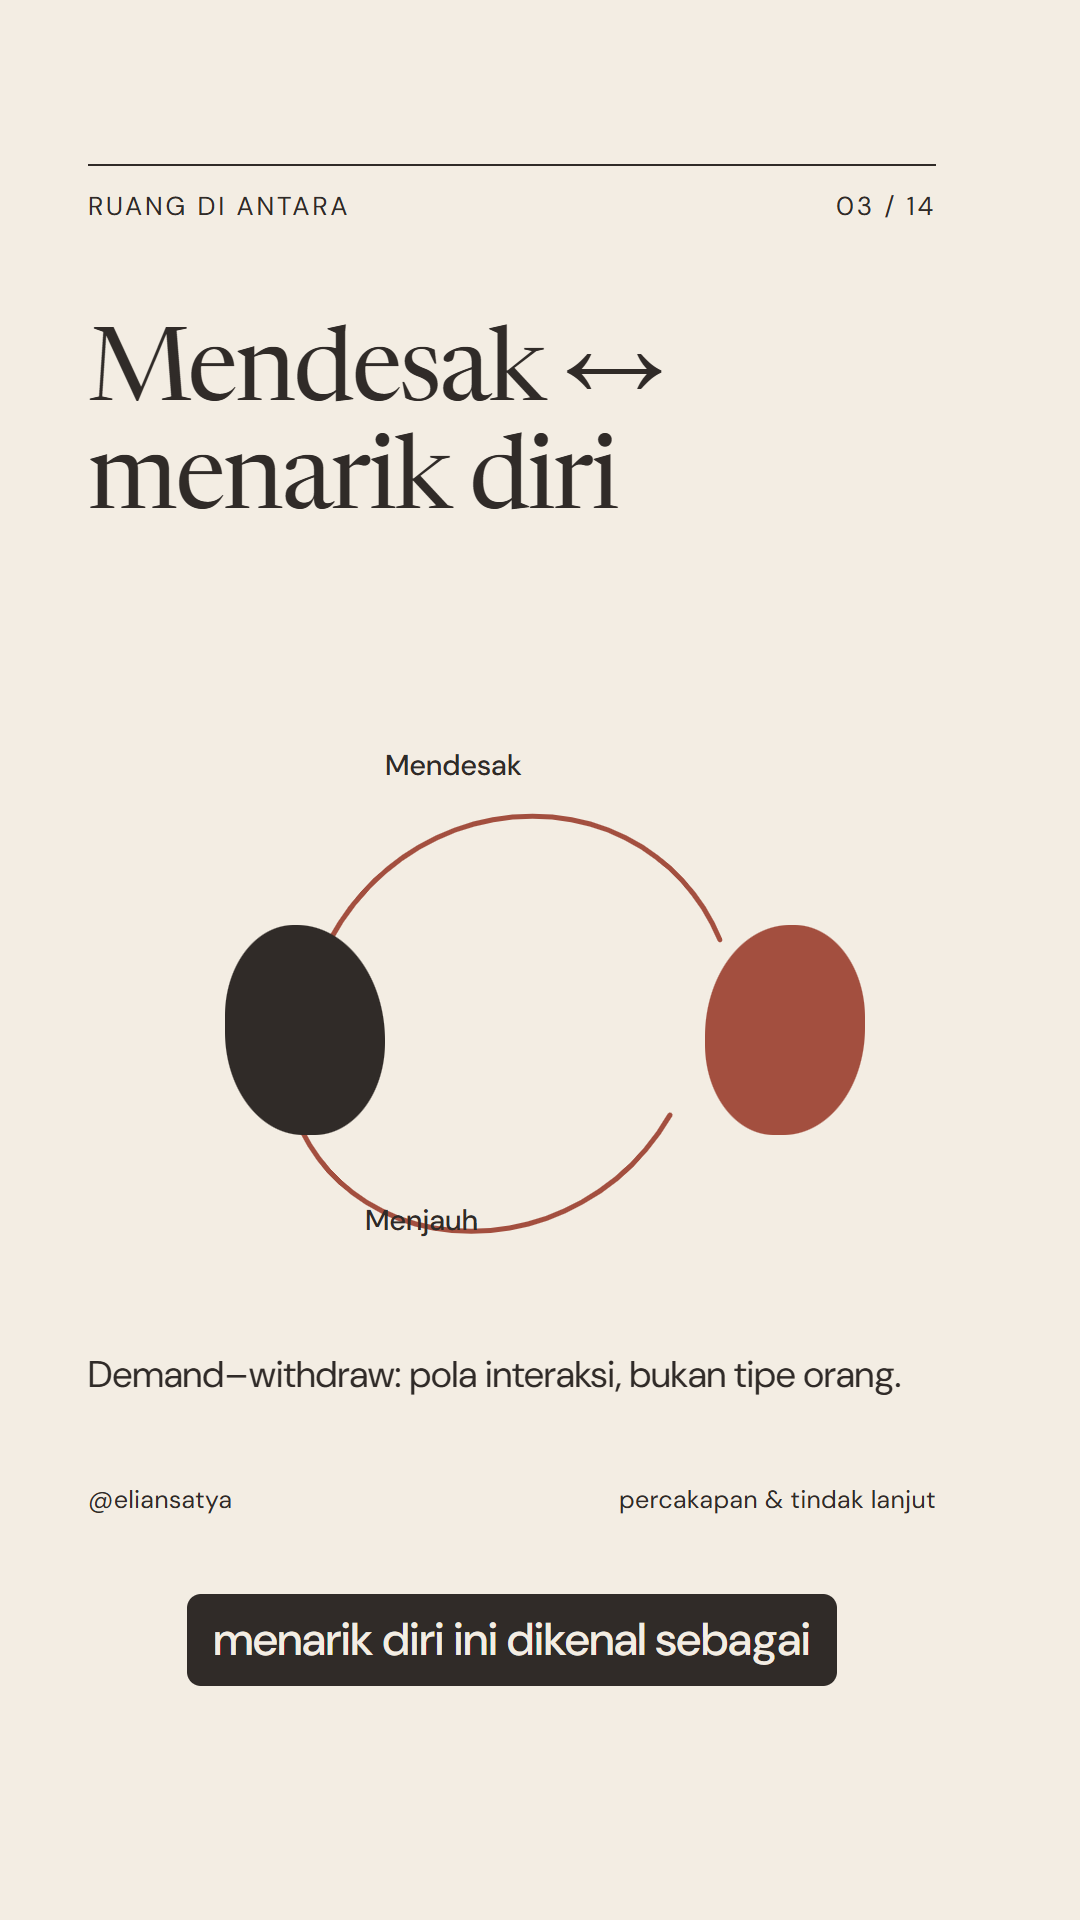 RUANG DI ANTARA
03 / 14
Mendesak ↔
menarik diri
Mendesak
Menjauh
Demand–withdraw: pola interaksi, bukan tipe orang.
@eliansatya
percakapan & tindak lanjut
menarik diri ini dikenal sebagai